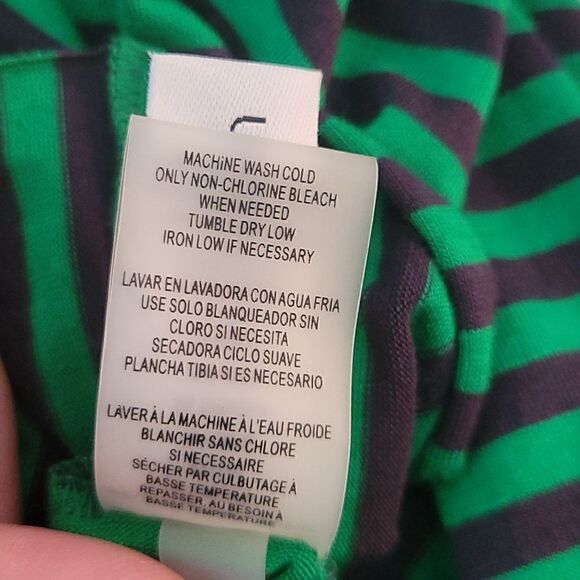 MACHiNE WASH COLD
ONLY NON-CHLORINE BLEACH
WHEN NEEDED
TUMBLE DRY LOW
IRON LOW IF NECESSARY
LAVAR EN LAVADORA CON AGUA FRIA
USE SOLO BLANQUEADOR SIN
CLORO SI NECESITA
SECADORA CICLO SUAVE
PLANCHA TIBIA SI ES NECESARIO
LAVER À LA MACHINE À L'EAU FROIDE
BLANCHIR SANS CHLORE
SI NECESSAIRE
SÉCHER PAR CULBUTAGE À
BASSE TEMPERATURE
REPASSER, AU BESOIN À
BASSE TEMPERATURE